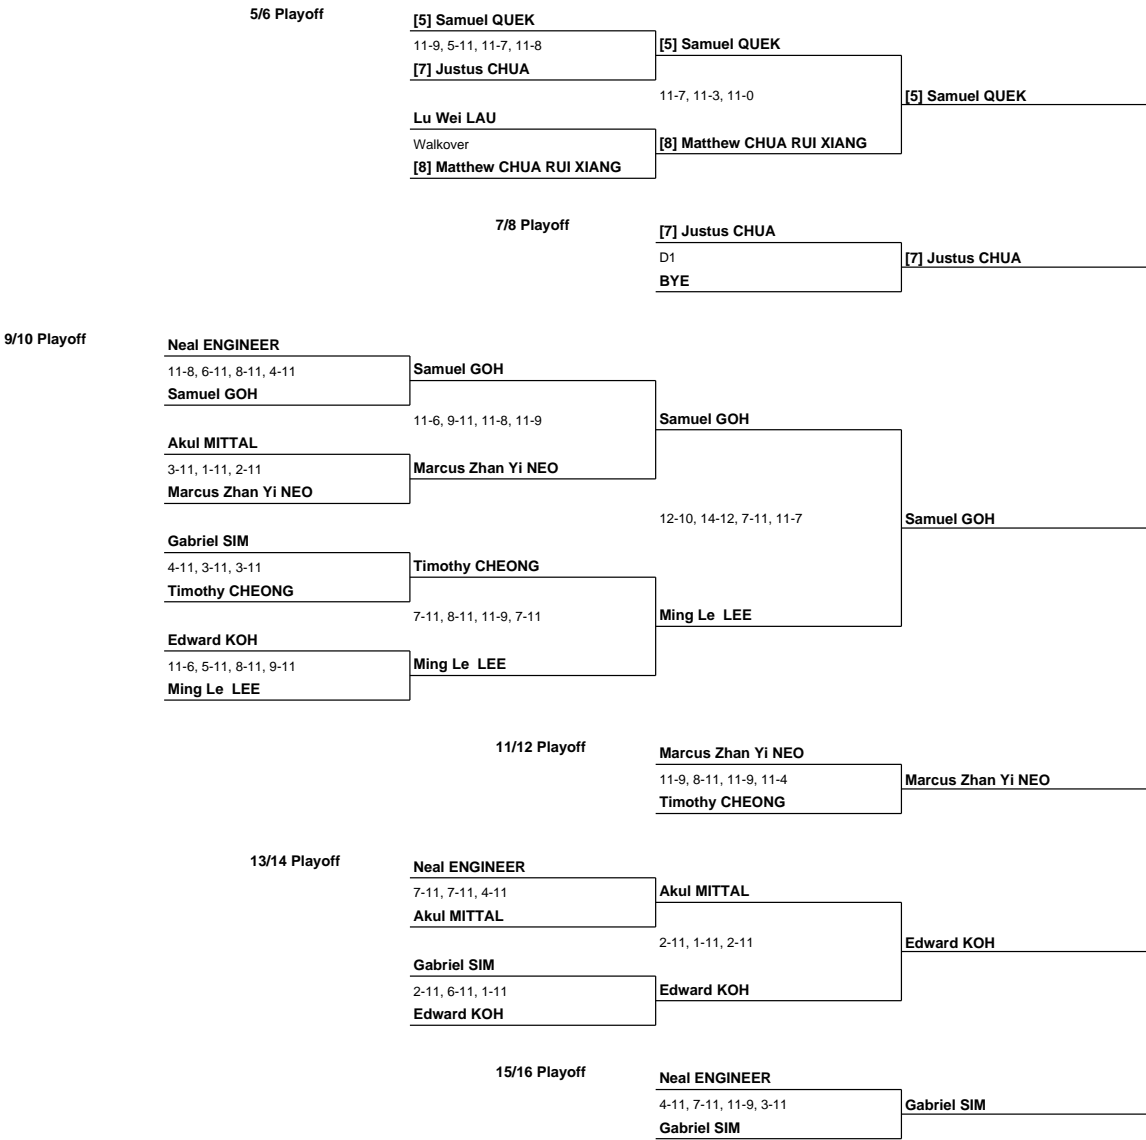 5/6 Playoff
[5] Samuel QUEK
11-9, 5-11, 11-7, 11-8
[7] Justus CHUA
[5] Samuel QUEK
11-7, 11-3, 11-0
[5] Samuel QUEK
Lu Wei LAU
Walkover
[8] Matthew CHUA RUI XIANG
[8] Matthew CHUA RUI XIANG
7/8 Playoff
[7] Justus CHUA
D1
BYE
[7] Justus CHUA
9/10 Playoff
Neal ENGINEER
11-8, 6-11, 8-11, 4-11
Samuel GOH
Samuel GOH
11-6, 9-11, 11-8, 11-9
Samuel GOH
Akul MITTAL
3-11, 1-11, 2-11
Marcus Zhan Yi NEO
Marcus Zhan Yi NEO
12-10, 14-12, 7-11, 11-7
Samuel GOH
Gabriel SIM
4-11, 3-11, 3-11
Timothy CHEONG
Timothy CHEONG
7-11, 8-11, 11-9, 7-11
Ming Le  LEE
Edward KOH
11-6, 5-11, 8-11, 9-11
Ming Le  LEE
Ming Le  LEE
11/12 Playoff
Marcus Zhan Yi NEO
11-9, 8-11, 11-9, 11-4
Timothy CHEONG
Marcus Zhan Yi NEO
13/14 Playoff
Neal ENGINEER
7-11, 7-11, 4-11
Akul MITTAL
Akul MITTAL
2-11, 1-11, 2-11
Edward KOH
Gabriel SIM
2-11, 6-11, 1-11
Edward KOH
Edward KOH
15/16 Playoff
Neal ENGINEER
4-11, 7-11, 11-9, 3-11
Gabriel SIM
Gabriel SIM